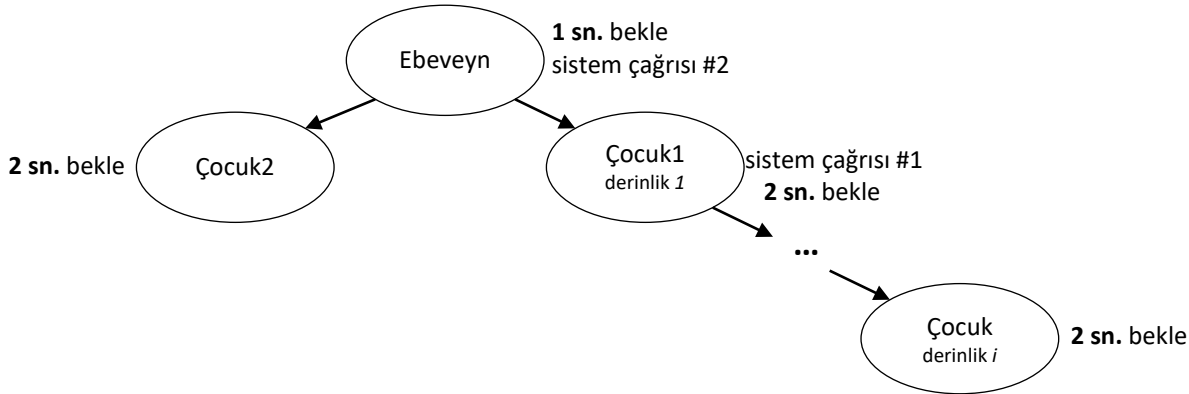 1 sn. bekle
Ebeveyn
sistem çağrısı #2
2 sn. bekle
Çocuk2
Çocuk1
derinlik 1
sistem çağrısı #1
2 sn. bekle
...
Çocuk
derinlik i
2 sn. bekle